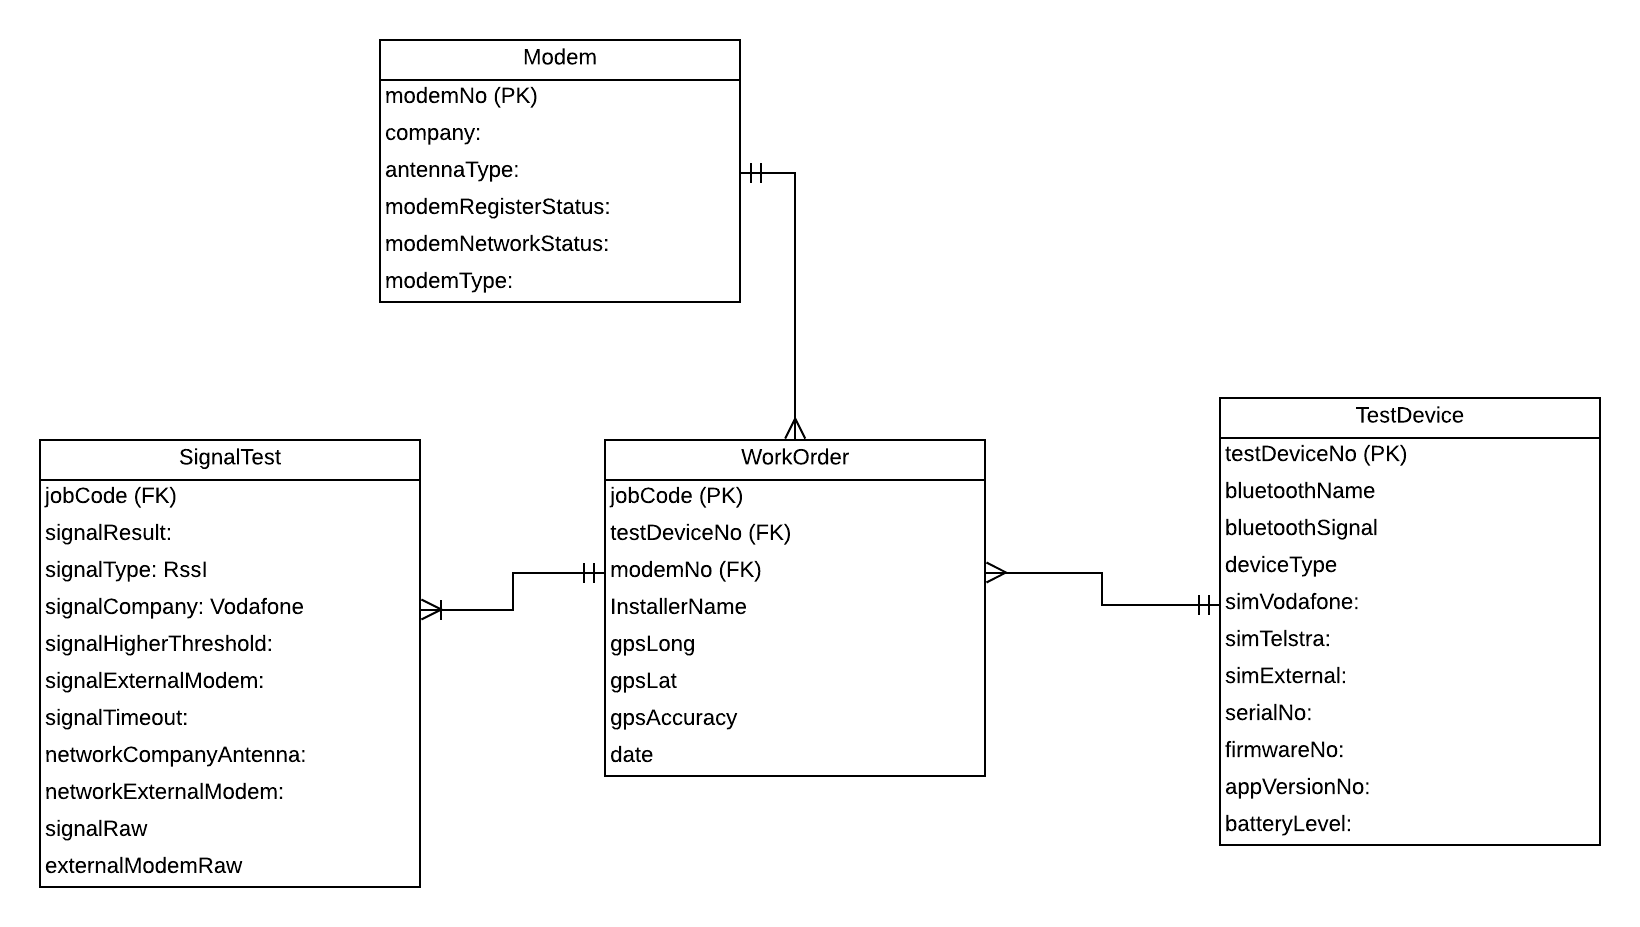 Modem
modemNo (PK)
company:
antennaType:
modemRegisterStatus:
modemNetworkStatus:
modemType:
SignalTest
jobCode (FK)
signalResult:
signalType: RssI
signalCompany: Vodafone
signalHigherThreshold:
signalExternalModem:
signalTimeout:
networkCompanyAntenna:
networkExternalModem:
signalRaw
externalModemRaw
WorkOrder
jobCode (PK)
testDeviceNo (FK)
modemNo (FK)
InstallerName
gpsLong
gpsLat
gpsAccuracy
date
TestDevice
testDeviceNo (PK)
bluetoothName
bluetoothSignal
deviceType
simVodafone:
simTelstra:
simExternal:
serialNo:
firmwareNo:
appVersionNo:
batteryLevel: